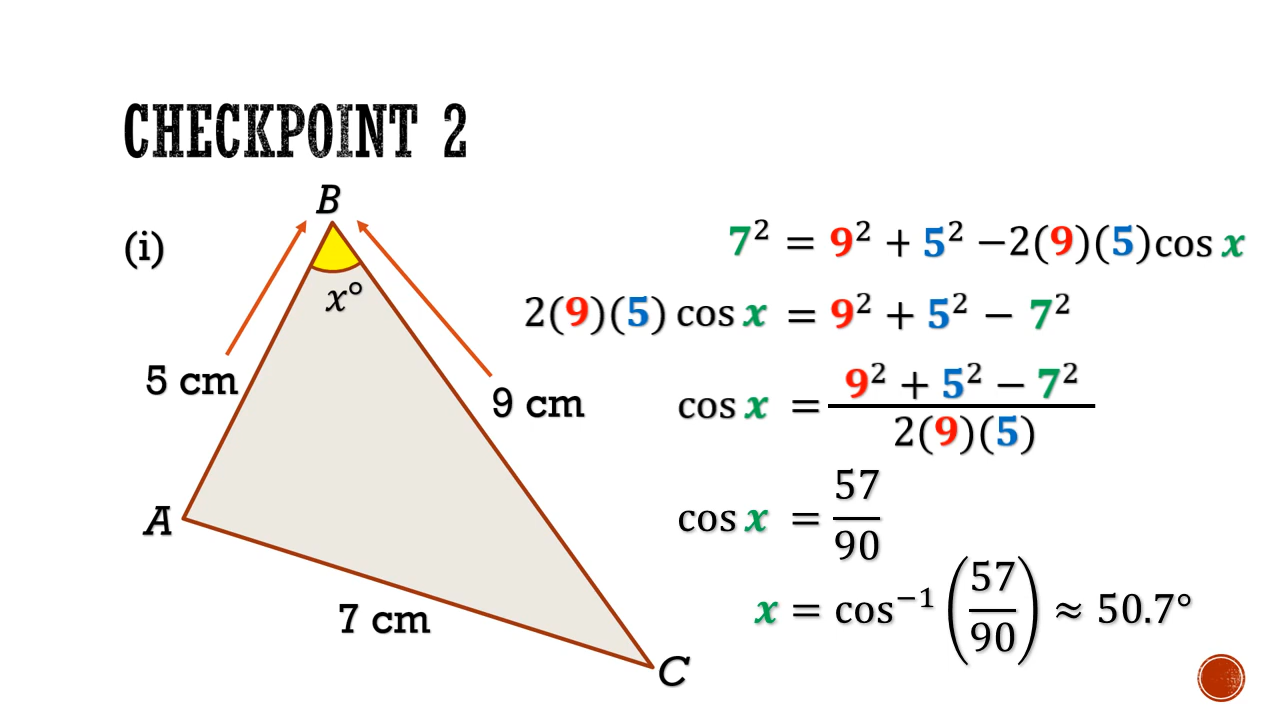 CHECKPOINT 2
(i)
B
x°
5 cm
9 cm
A
7 cm
C
7² = 9² + 5² −2(9)(5)cos x
2(9)(5) cos x = 9² + 5² − 7²
cos x = (9² + 5² − 7²)/(2(9)(5))
cos x = 57/90
x = cos⁻¹ (57/90) ≈ 50.7°